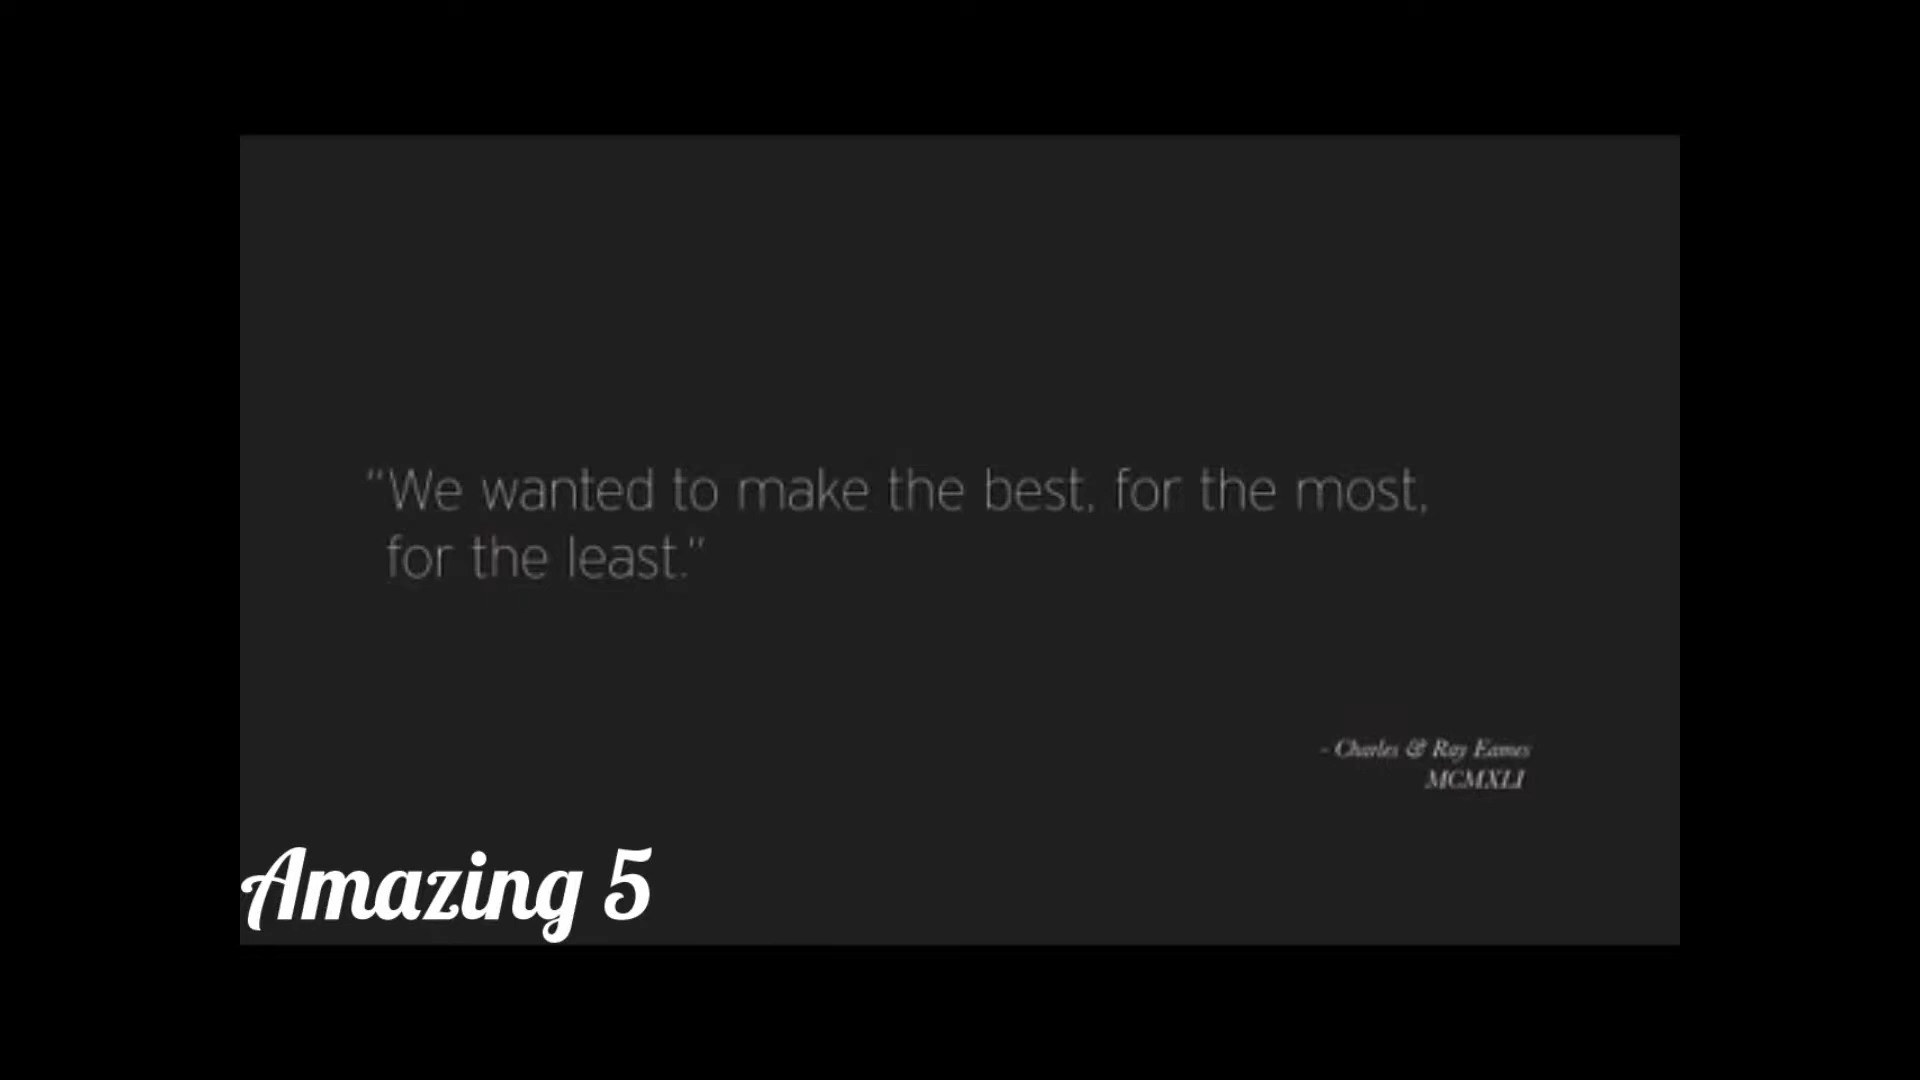 “We wanted to make the best, for the most,
for the least.”
- Charles & Ray Eames
MCMXLI
Amazing 5